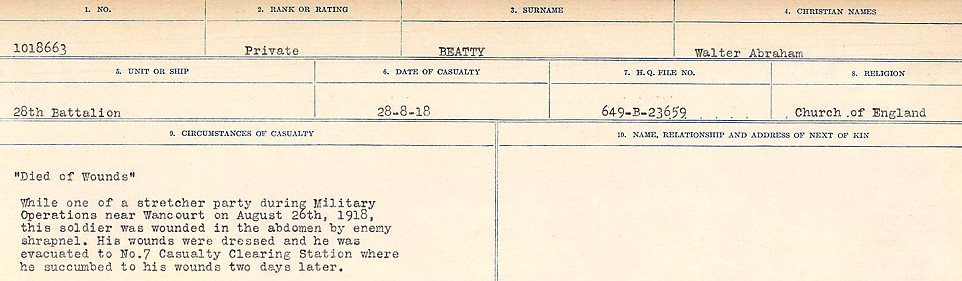 1. NO. 2. RANK OR RATING 3. SURNAME 4. CHRISTIAN NAMES
1018663 Private BEATTY Walter Abraham
5. UNIT OR SHIP 6. DATE OF CASUALTY 7. H.Q. FILE NO. 8. RELIGION
28th Battalion 28-8-18 649-B-23659 Church of England
9. CIRCUMSTANCES OF CASUALTY 10. NAME, RELATIONSHIP AND ADDRESS OF NEXT OF KIN
"Died of Wounds"
While one of a stretcher party during Military
Operations near Wancourt on August 26th, 1918,
this soldier was wounded in the abdomen by enemy
shrapnel. His wounds were dressed and he was
evacuated to No.7 Casualty Clearing Station where
he succumbed to his wounds two days later.